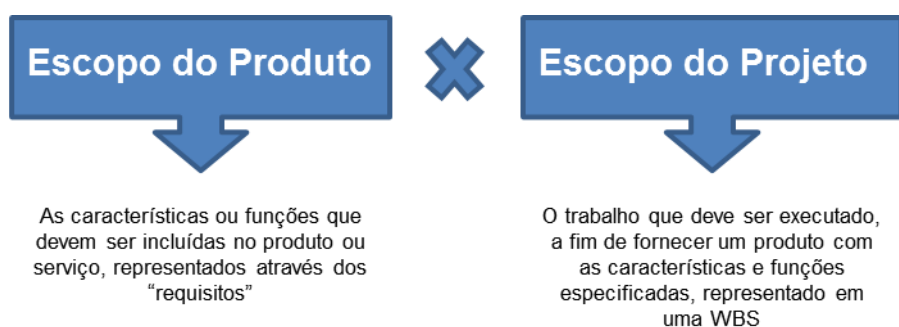 Escopo do Produto
As características ou funções que
devem ser incluídas no produto ou
serviço, representados através dos
“requisitos”
Escopo do Projeto
O trabalho que deve ser executado,
a fim de fornecer um produto com
as características e funções
especificadas, representado em
uma WBS